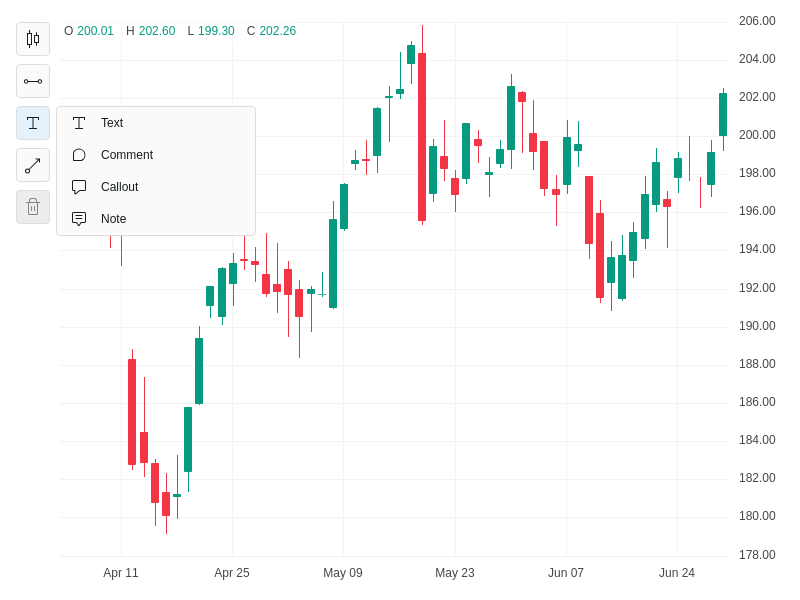 O 200.01 H 202.60 L 199.30 C 202.26
Text
Comment
Callout
Note
206.00
204.00
202.00
200.00
198.00
196.00
194.00
192.00
190.00
188.00
186.00
184.00
182.00
180.00
178.00
Apr 11 Apr 25 May 09 May 23 Jun 07 Jun 24